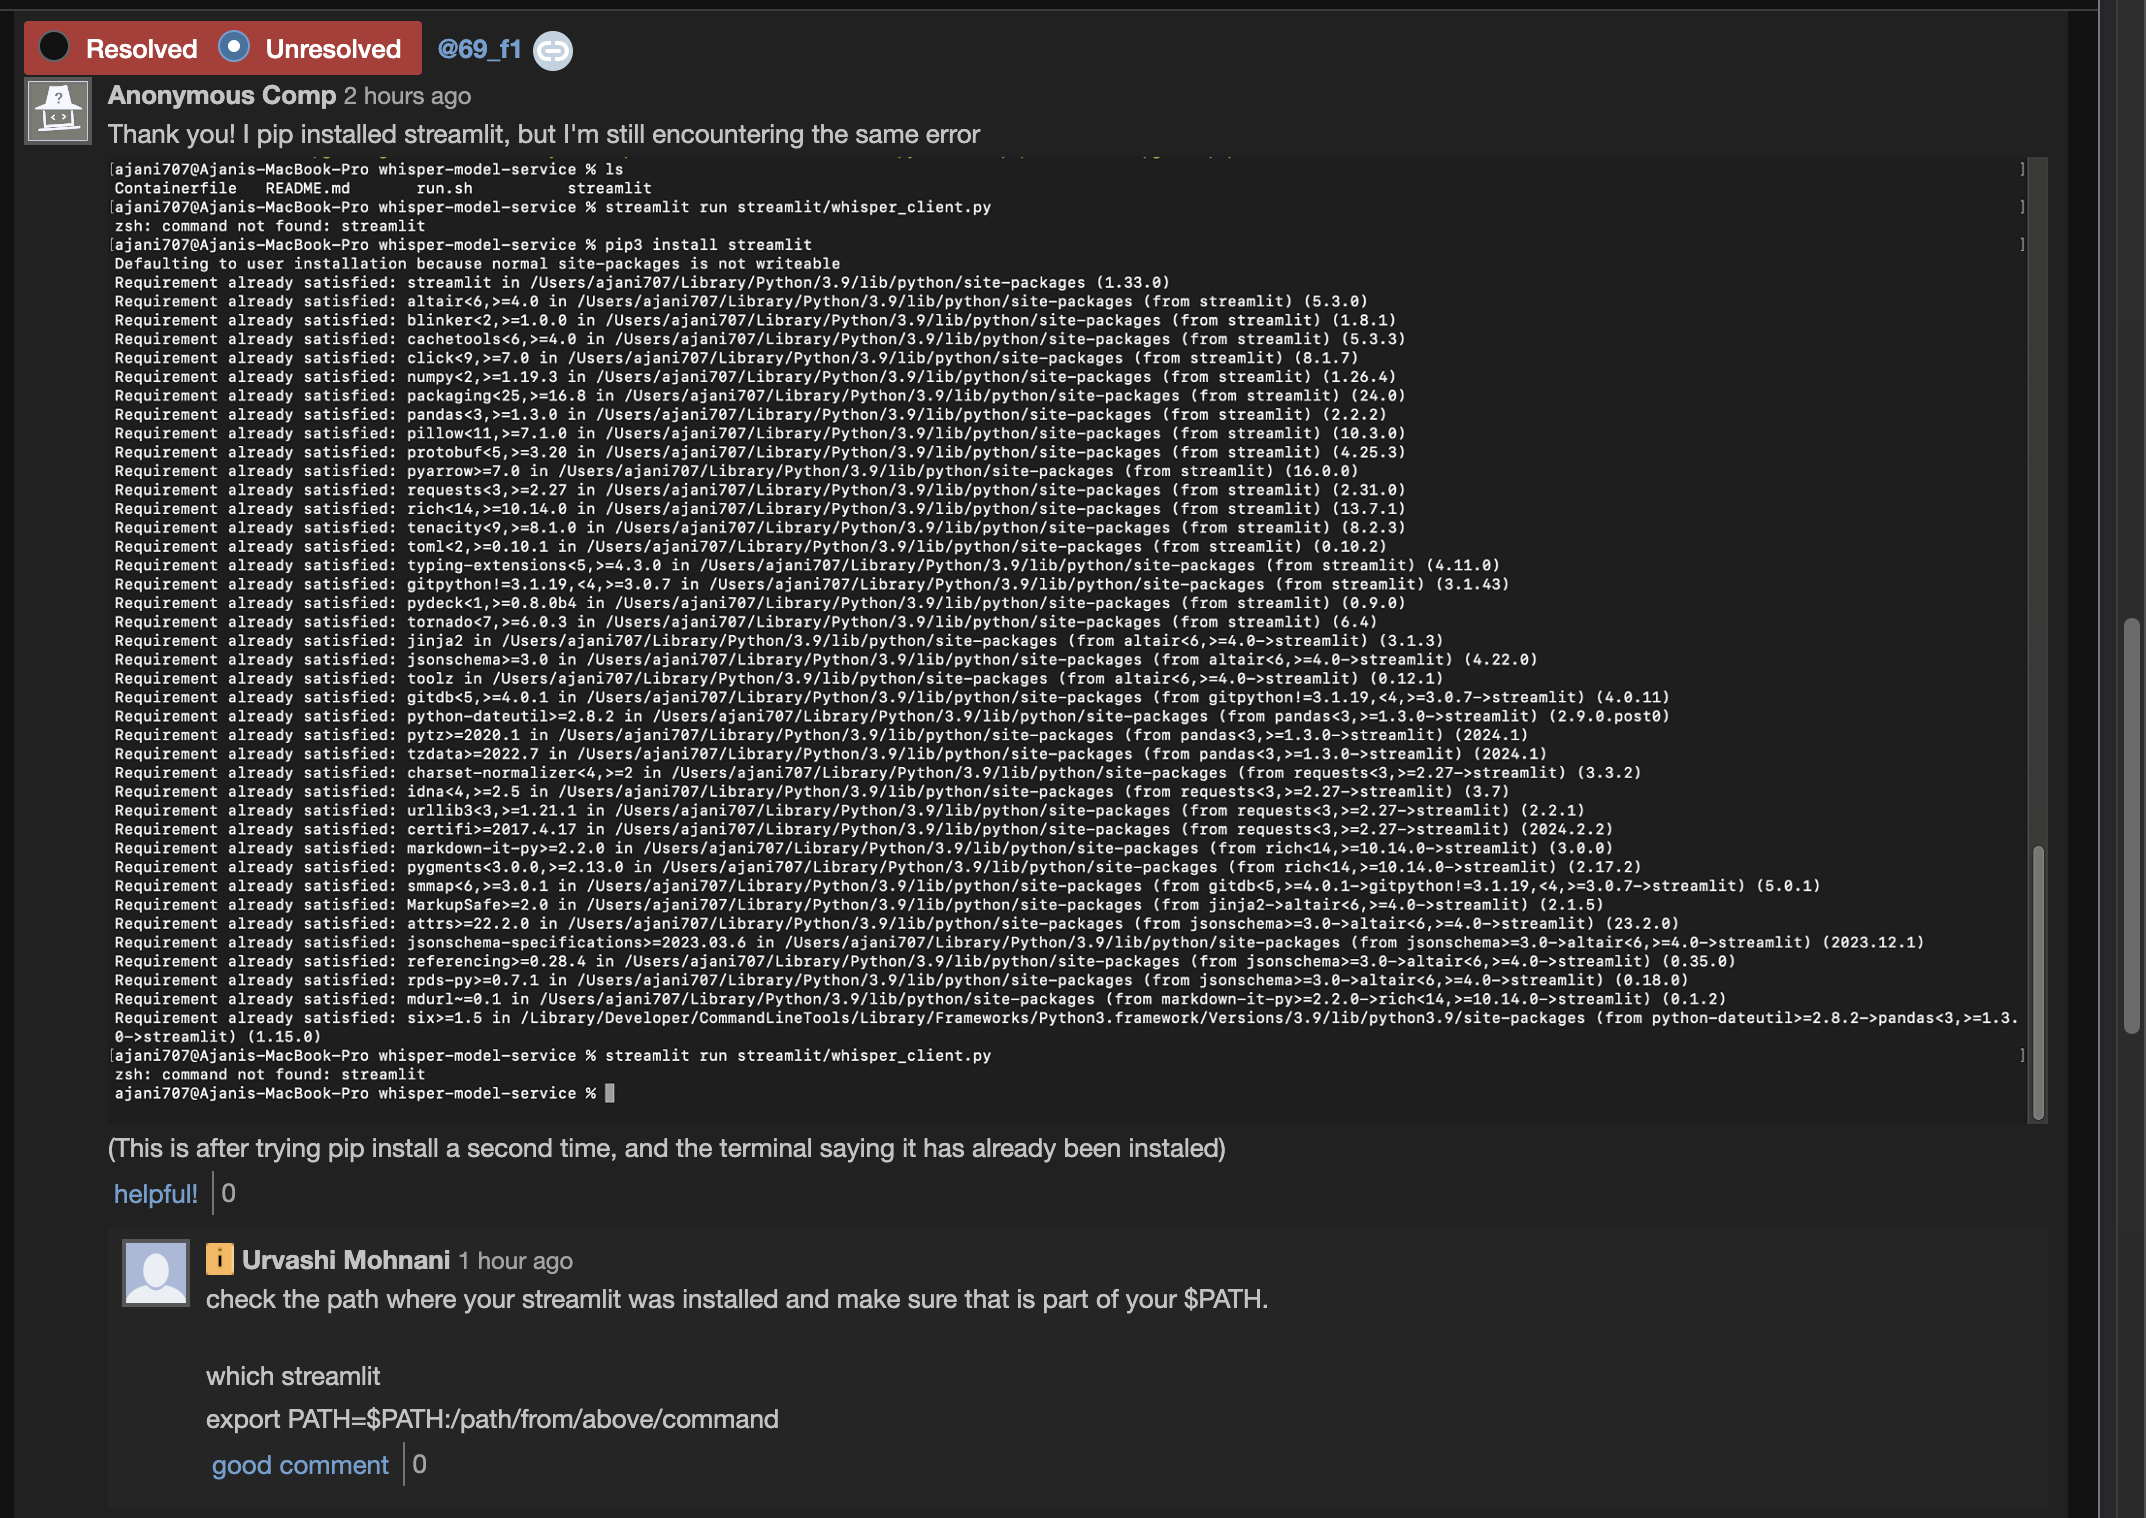 Resolved Unresolved @69_f1
Anonymous Comp 2 hours ago
Thank you! I pip installed streamlit, but I'm still encountering the same error
[ajani707@Ajanis-MacBook-Pro whisper-model-service % ls ]
Containerfile README.md run.sh streamlit
[ajani707@Ajanis-MacBook-Pro whisper-model-service % streamlit run streamlit/whisper_client.py ]
zsh: command not found: streamlit
[ajani707@Ajanis-MacBook-Pro whisper-model-service % pip3 install streamlit ]
Defaulting to user installation because normal site-packages is not writeable
Requirement already satisfied: streamlit in /Users/ajani707/Library/Python/3.9/lib/python/site-packages (1.33.0)
Requirement already satisfied: altair<6,>=4.0 in /Users/ajani707/Library/Python/3.9/lib/python/site-packages (from streamlit) (5.3.0)
Requirement already satisfied: blinker<2,>=1.0.0 in /Users/ajani707/Library/Python/3.9/lib/python/site-packages (from streamlit) (1.8.1)
Requirement already satisfied: cachetools<6,>=4.0 in /Users/ajani707/Library/Python/3.9/lib/python/site-packages (from streamlit) (5.3.3)
Requirement already satisfied: click<9,>=7.0 in /Users/ajani707/Library/Python/3.9/lib/python/site-packages (from streamlit) (8.1.7)
Requirement already satisfied: numpy<2,>=1.19.3 in /Users/ajani707/Library/Python/3.9/lib/python/site-packages (from streamlit) (1.26.4)
Requirement already satisfied: packaging<25,>=16.8 in /Users/ajani707/Library/Python/3.9/lib/python/site-packages (from streamlit) (24.0)
Requirement already satisfied: pandas<3,>=1.3.0 in /Users/ajani707/Library/Python/3.9/lib/python/site-packages (from streamlit) (2.2.2)
Requirement already satisfied: pillow<11,>=7.1.0 in /Users/ajani707/Library/Python/3.9/lib/python/site-packages (from streamlit) (10.3.0)
Requirement already satisfied: protobuf<5,>=3.20 in /Users/ajani707/Library/Python/3.9/lib/python/site-packages (from streamlit) (4.25.3)
Requirement already satisfied: pyarrow>=7.0 in /Users/ajani707/Library/Python/3.9/lib/python/site-packages (from streamlit) (16.0.0)
Requirement already satisfied: requests<3,>=2.27 in /Users/ajani707/Library/Python/3.9/lib/python/site-packages (from streamlit) (2.31.0)
Requirement already satisfied: rich<14,>=10.14.0 in /Users/ajani707/Library/Python/3.9/lib/python/site-packages (from streamlit) (13.7.1)
Requirement already satisfied: tenacity<9,>=8.1.0 in /Users/ajani707/Library/Python/3.9/lib/python/site-packages (from streamlit) (8.2.3)
Requirement already satisfied: toml<2,>=0.10.1 in /Users/ajani707/Library/Python/3.9/lib/python/site-packages (from streamlit) (0.10.2)
Requirement already satisfied: typing-extensions<5,>=4.3.0 in /Users/ajani707/Library/Python/3.9/lib/python/site-packages (from streamlit) (4.11.0)
Requirement already satisfied: gitpython!=3.1.19,<4,>=3.0.7 in /Users/ajani707/Library/Python/3.9/lib/python/site-packages (from streamlit) (3.1.43)
Requirement already satisfied: pydeck<1,>=0.8.0b4 in /Users/ajani707/Library/Python/3.9/lib/python/site-packages (from streamlit) (0.9.0)
Requirement already satisfied: tornado<7,>=6.0.3 in /Users/ajani707/Library/Python/3.9/lib/python/site-packages (from streamlit) (6.4)
Requirement already satisfied: jinja2 in /Users/ajani707/Library/Python/3.9/lib/python/site-packages (from altair<6,>=4.0->streamlit) (3.1.3)
Requirement already satisfied: jsonschema>=3.0 in /Users/ajani707/Library/Python/3.9/lib/python/site-packages (from altair<6,>=4.0->streamlit) (4.22.0)
Requirement already satisfied: toolz in /Users/ajani707/Library/Python/3.9/lib/python/site-packages (from altair<6,>=4.0->streamlit) (0.12.1)
Requirement already satisfied: gitdb<5,>=4.0.1 in /Users/ajani707/Library/Python/3.9/lib/python/site-packages (from gitpython!=3.1.19,<4,>=3.0.7->streamlit) (4.0.11)
Requirement already satisfied: python-dateutil>=2.8.2 in /Users/ajani707/Library/Python/3.9/lib/python/site-packages (from pandas<3,>=1.3.0->streamlit) (2.9.0.post0)
Requirement already satisfied: pytz>=2020.1 in /Users/ajani707/Library/Python/3.9/lib/python/site-packages (from pandas<3,>=1.3.0->streamlit) (2024.1)
Requirement already satisfied: tzdata>=2022.7 in /Users/ajani707/Library/Python/3.9/lib/python/site-packages (from pandas<3,>=1.3.0->streamlit) (2024.1)
Requirement already satisfied: charset-normalizer<4,>=2 in /Users/ajani707/Library/Python/3.9/lib/python/site-packages (from requests<3,>=2.27->streamlit) (3.3.2)
Requirement already satisfied: idna<4,>=2.5 in /Users/ajani707/Library/Python/3.9/lib/python/site-packages (from requests<3,>=2.27->streamlit) (3.7)
Requirement already satisfied: urllib3<3,>=1.21.1 in /Users/ajani707/Library/Python/3.9/lib/python/site-packages (from requests<3,>=2.27->streamlit) (2.2.1)
Requirement already satisfied: certifi>=2017.4.17 in /Users/ajani707/Library/Python/3.9/lib/python/site-packages (from requests<3,>=2.27->streamlit) (2024.2.2)
Requirement already satisfied: markdown-it-py>=2.2.0 in /Users/ajani707/Library/Python/3.9/lib/python/site-packages (from rich<14,>=10.14.0->streamlit) (3.0.0)
Requirement already satisfied: pygments<3.0.0,>=2.13.0 in /Users/ajani707/Library/Python/3.9/lib/python/site-packages (from rich<14,>=10.14.0->streamlit) (2.17.2)
Requirement already satisfied: smmap<6,>=3.0.1 in /Users/ajani707/Library/Python/3.9/lib/python/site-packages (from gitdb<5,>=4.0.1->gitpython!=3.1.19,<4,>=3.0.7->streamlit) (5.0.1)
Requirement already satisfied: MarkupSafe>=2.0 in /Users/ajani707/Library/Python/3.9/lib/python/site-packages (from jinja2->altair<6,>=4.0->streamlit) (2.1.5)
Requirement already satisfied: attrs>=22.2.0 in /Users/ajani707/Library/Python/3.9/lib/python/site-packages (from jsonschema>=3.0->altair<6,>=4.0->streamlit) (23.2.0)
Requirement already satisfied: jsonschema-specifications>=2023.03.6 in /Users/ajani707/Library/Python/3.9/lib/python/site-packages (from jsonschema>=3.0->altair<6,>=4.0->streamlit) (2023.12.1)
Requirement already satisfied: referencing>=0.28.4 in /Users/ajani707/Library/Python/3.9/lib/python/site-packages (from jsonschema>=3.0->altair<6,>=4.0->streamlit) (0.35.0)
Requirement already satisfied: rpds-py>=0.7.1 in /Users/ajani707/Library/Python/3.9/lib/python/site-packages (from jsonschema>=3.0->altair<6,>=4.0->streamlit) (0.18.0)
Requirement already satisfied: mdurl~=0.1 in /Users/ajani707/Library/Python/3.9/lib/python/site-packages (from markdown-it-py>=2.2.0->rich<14,>=10.14.0->streamlit) (0.1.2)
Requirement already satisfied: six>=1.5 in /Library/Developer/CommandLineTools/Library/Frameworks/Python3.framework/Versions/3.9/lib/python3.9/site-packages (from python-dateutil>=2.8.2->pandas<3,>=1.3.
0->streamlit) (1.15.0)
[ajani707@Ajanis-MacBook-Pro whisper-model-service % streamlit run streamlit/whisper_client.py ]
zsh: command not found: streamlit
ajani707@Ajanis-MacBook-Pro whisper-model-service %
(This is after trying pip install a second time, and the terminal saying it has already been instaled)
helpful! 0
i Urvashi Mohnani 1 hour ago
check the path where your streamlit was installed and make sure that is part of your $PATH.
which streamlit
export PATH=$PATH:/path/from/above/command
good comment 0